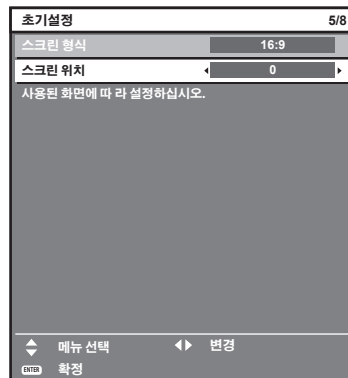 초기설정 5/8
스크린 형식 16:9
스크린 위치 0
사용된 화면에 따 라 설정하십시오.
메뉴 선택 변경
ENTER 확정